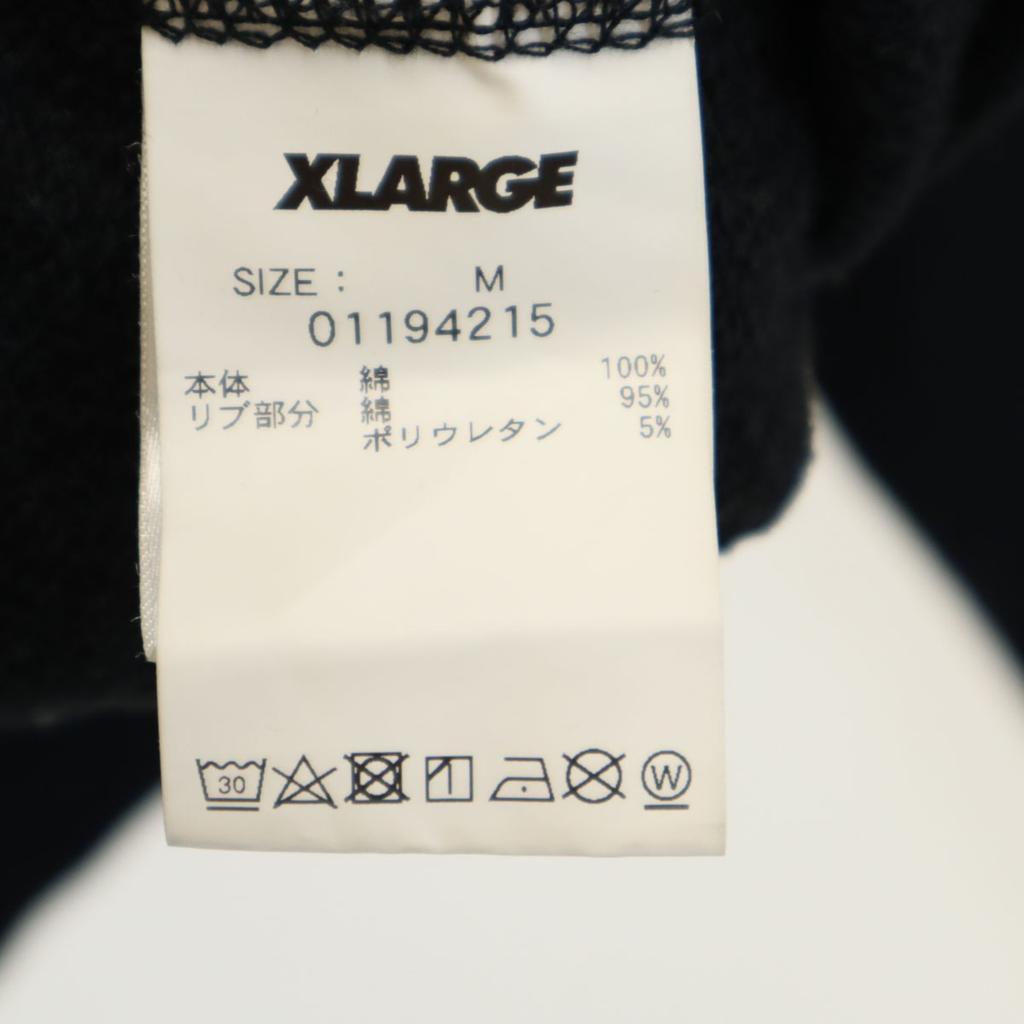 XLARGE
SIZE : M
01194215
本体 綿 100%
リブ部分 綿 95%
ポリウレタン 5%
30 W